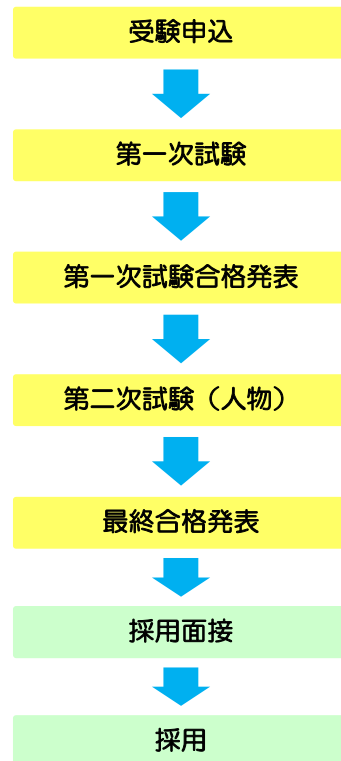 受験申込
第一次試験
第一次試験合格発表
第二次試験（人物）
最終合格発表
採用面接
採用